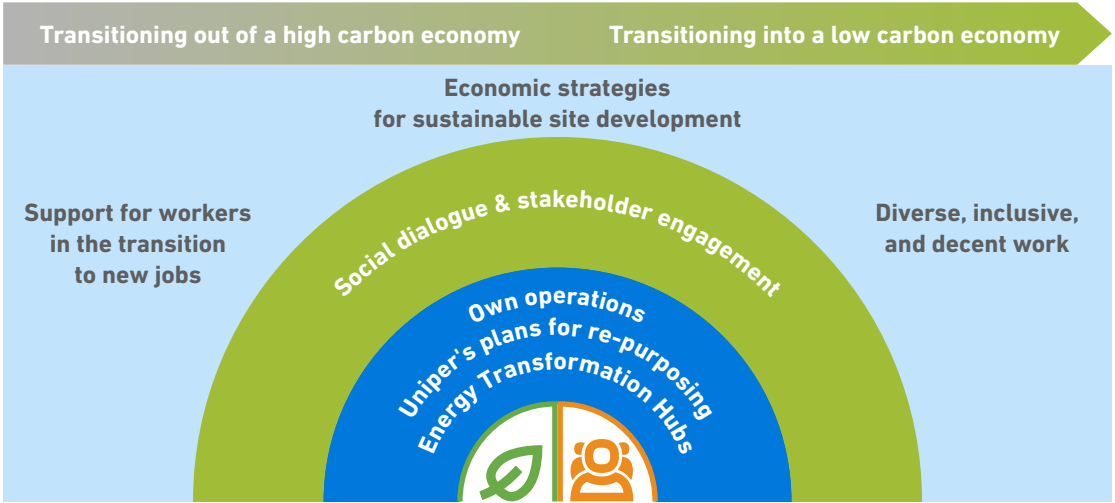 Transitioning out of a high carbon economy
Transitioning into a low carbon economy
Economic strategies
for sustainable site development
Support for workers
in the transition
to new jobs
Diverse, inclusive,
and decent work
Social dialogue & stakeholder engagement
Own operations
Uniper's plans for re-purposing
Energy Transformation Hubs